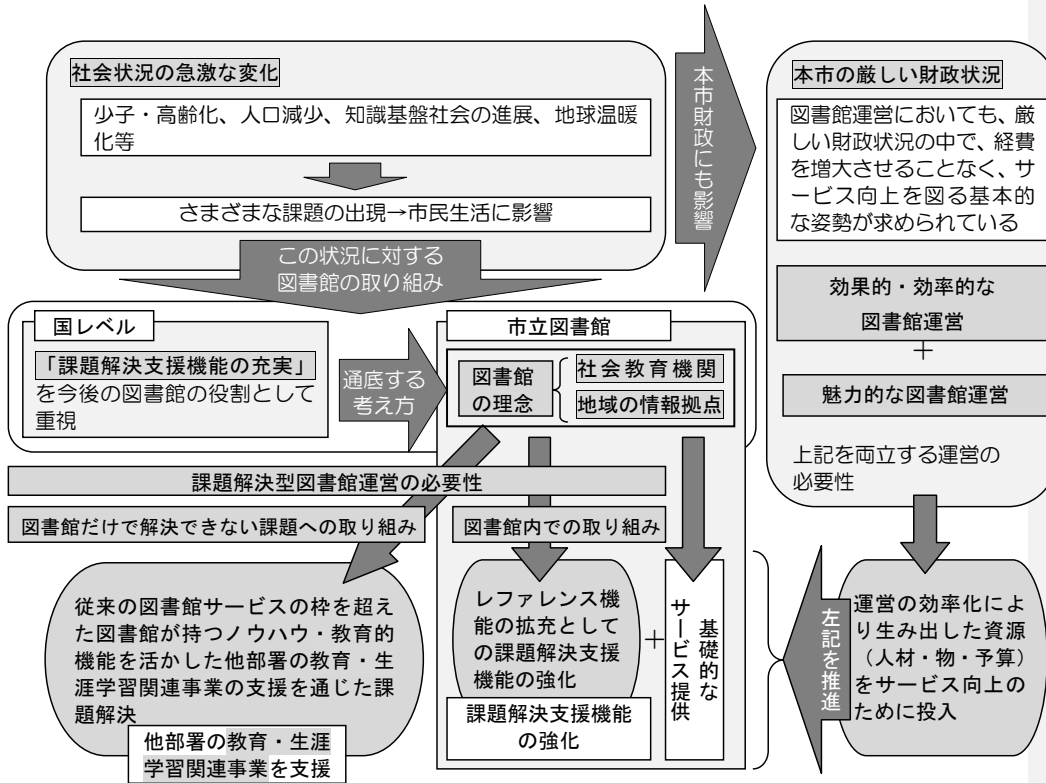 社会状況の急激な変化
少子・高齢化、人口減少、知識基盤社会の進展、地球温暖
化等
さまざまな課題の出現→市民生活に影響
本市財政にも影響
本市の厳しい財政状況
図書館運営においても、厳
しい財政状況の中で、経費
を増大させることなく、サ
ービス向上を図る基本的
な姿勢が求められている
効果的・効率的な
図書館運営
+
魅力的な図書館運営
上記を両立する運営の
必要性
この状況に対する
図書館の取り組み
国レベル
「課題解決支援機能の充実」
を今後の図書館の役割として
重視
通底する
考え方
市立図書館
図書館
の理念
社会教育機関
地域の情報拠点
課題解決型図書館運営の必要性
図書館だけで解決できない課題への取り組み
図書館内での取り組み
従来の図書館サービスの枠を超え
た図書館が持つノウハウ・教育的
機能を活かした他部署の教育・生
涯学習関連事業の支援を通じた課
題解決
他部署の教育・生涯
学習関連事業を支援
レファレンス機
能の拡充として
の課題解決支援
機能の強化
課題解決支援機能
の強化
+
基礎的な
サービス提供
左記を推進
運営の効率化によ
り生み出した資源
（人材・物・予算）
をサービス向上の
ために投入